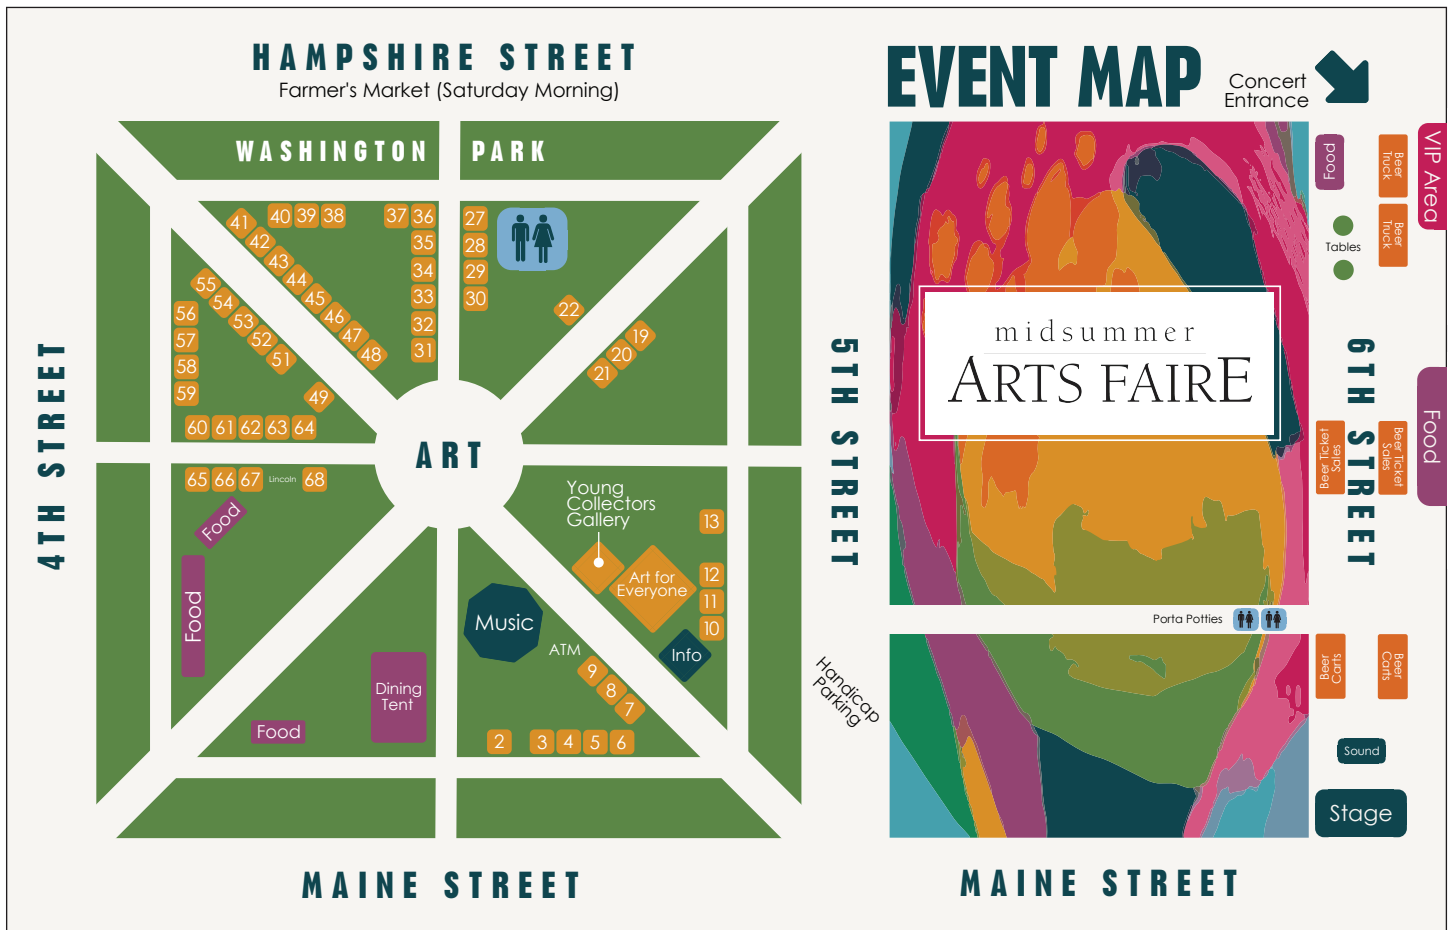 HAMPSHIRE STREET
Farmer's Market (Saturday Morning)
EVENT MAP
Concert
Entrance
WASHINGTON PARK
41
40 39 38
37 36
42
35
43
34
44
33
45
32
46
31
47
48
27
28
29
30
22
19
20
21
55
54
53
52
51
49
56
57
58
59
60 61 62 63 64
ART
65 66 67 Lincoln 68
Food
Food
Food
Dining
Tent
Young
Collectors
Gallery
Art for
Everyone
13
12
11
10
Info
Music
ATM
9
8
7
2 3 4 5 6
4TH STREET
5TH STREET
6TH STREET
MAINE STREET
midsummer
ARTS FAIRE
Food
Beer
Truck
Beer
Truck
VIP Area
Tables
Beer Ticket
Sales
Beer Ticket
Sales
Food
Porta Potties
Handicap
Parking
Beer
Carts
Beer
Carts
Sound
Stage
MAINE STREET